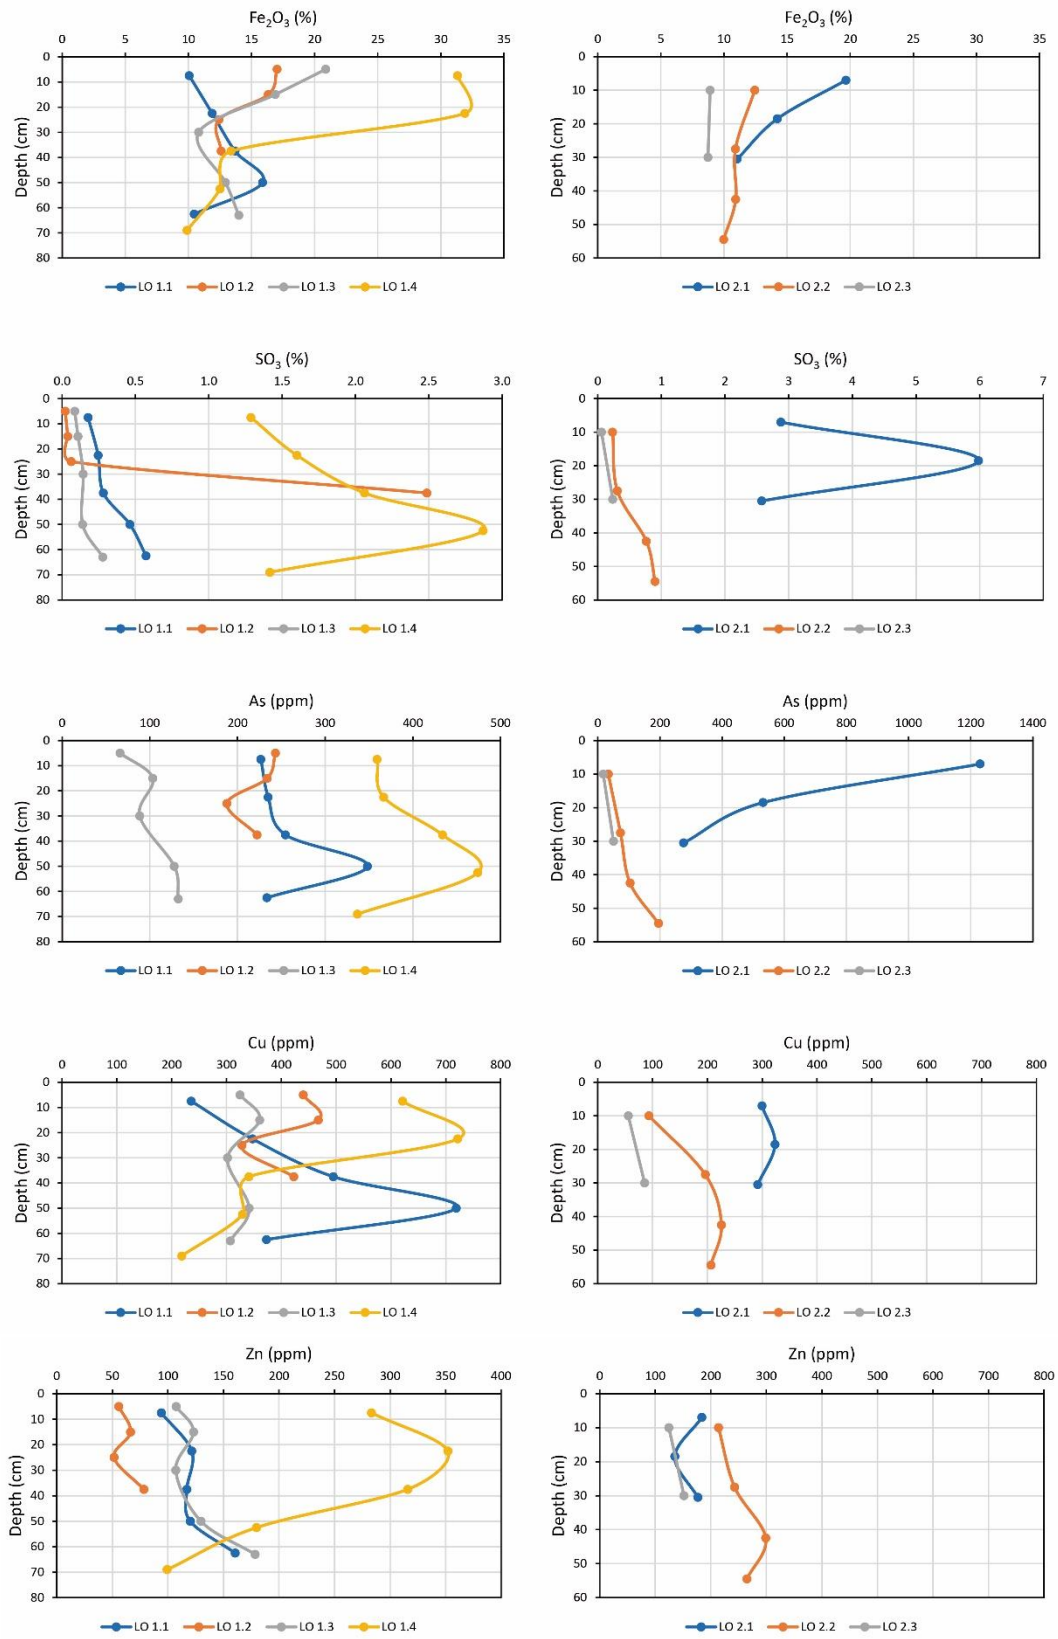 Fe₂O₃ (%)
0 5 10 15 20 25 30 35
0
10
20
30
40
50
60
70
80
Depth (cm)
LO 1.1 LO 1.2 LO 1.3 LO 1.4
Fe₂O₃ (%)
0 5 10 15 20 25 30 35
0
10
20
30
40
50
60
Depth (cm)
LO 2.1 LO 2.2 LO 2.3
SO₃ (%)
0.0 0.5 1.0 1.5 2.0 2.5 3.0
0
10
20
30
40
50
60
70
80
Depth (cm)
LO 1.1 LO 1.2 LO 1.3 LO 1.4
SO₃ (%)
0 1 2 3 4 5 6 7
0
10
20
30
40
50
60
Depth (cm)
LO 2.1 LO 2.2 LO 2.3
As (ppm)
0 100 200 300 400 500
0
10
20
30
40
50
60
70
80
Depth (cm)
LO 1.1 LO 1.2 LO 1.3 LO 1.4
As (ppm)
0 200 400 600 800 1000 1200 1400
0
10
20
30
40
50
60
Depth (cm)
LO 2.1 LO 2.2 LO 2.3
Cu (ppm)
0 100 200 300 400 500 600 700 800
0
10
20
30
40
50
60
70
80
Depth (cm)
LO 1.1 LO 1.2 LO 1.3 LO 1.4
Cu (ppm)
0 100 200 300 400 500 600 700 800
0
10
20
30
40
50
60
Depth (cm)
LO 2.1 LO 2.2 LO 2.3
Zn (ppm)
0 50 100 150 200 250 300 350 400
0
10
20
30
40
50
60
70
80
Depth (cm)
LO 1.1 LO 1.2 LO 1.3 LO 1.4
Zn (ppm)
0 100 200 300 400 500 600 700 800
0
10
20
30
40
50
60
Depth (cm)
LO 2.1 LO 2.2 LO 2.3